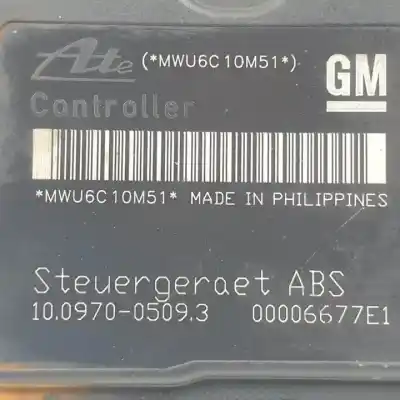 Ate (*MWU6C10M51*)
GM
Controller
*MWU6C10M51* MADE IN PHILIPPINES
Steuergeraet ABS
10.0970-0509.3 00006677E1